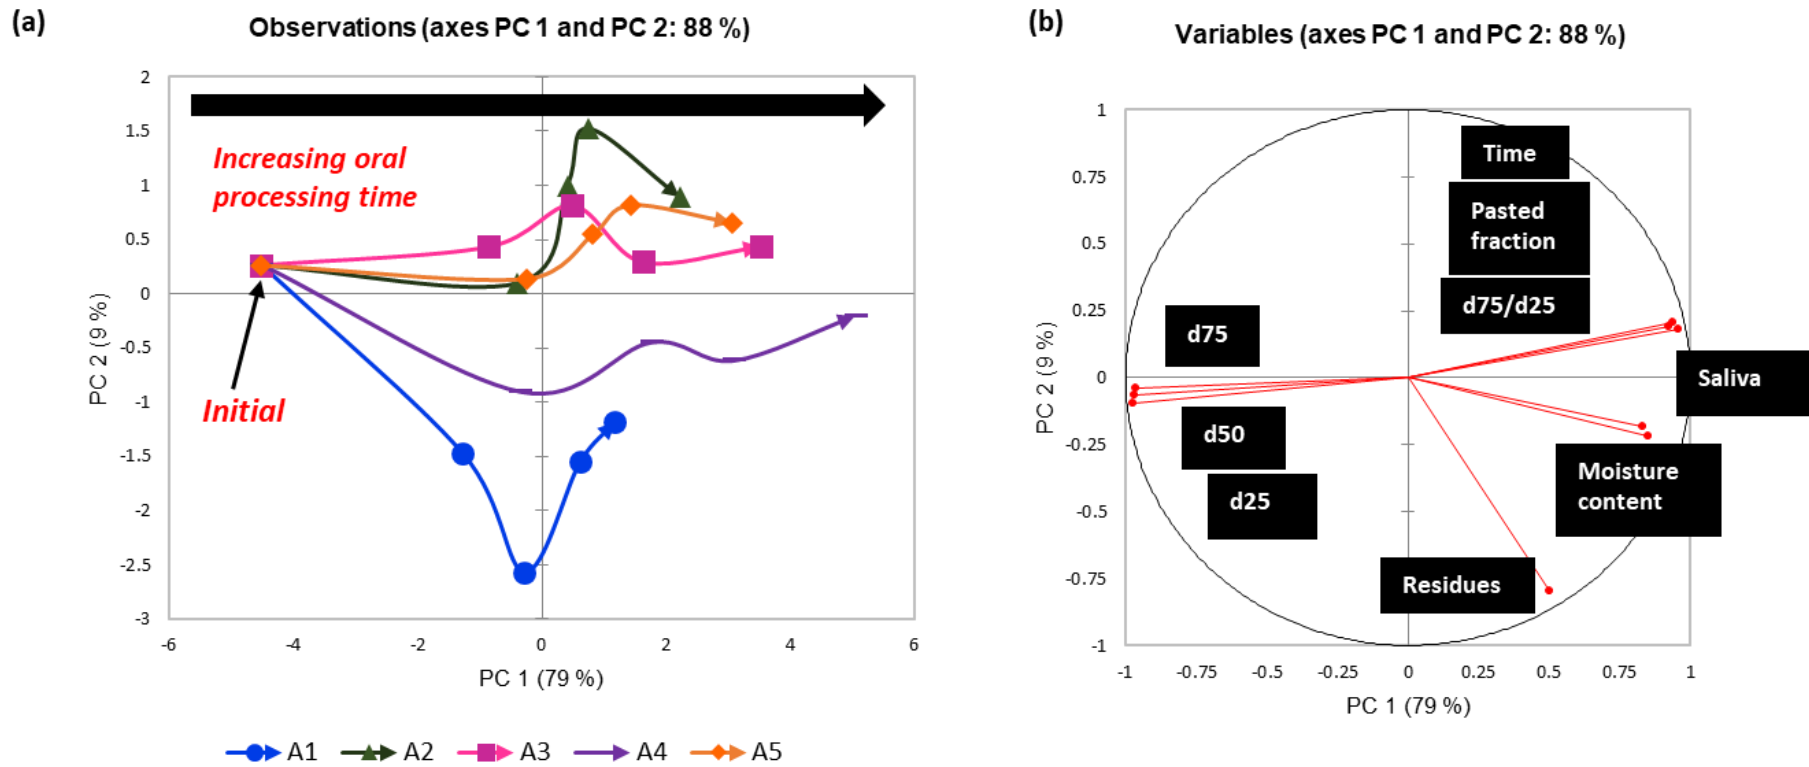 (a)
Observations (axes PC 1 and PC 2: 88 %)
2
1.5
1
0.5
0
-0.5
-1
-1.5
-2
-2.5
-3
PC 2 (9 %)
Increasing oral
processing time
Initial
-6
-4
-2
0
2
4
6
PC 1 (79 %)
A1
A2
A3
A4
A5
(b)
Variables (axes PC 1 and PC 2: 88 %)
1
0.75
0.5
0.25
0
-0.25
-0.5
-0.75
-1
PC 2 (9 %)
Time
Pasted
fraction
d75/d25
d75
Saliva
d50
Moisture
content
d25
Residues
-1
-0.75
-0.5
-0.25
0
0.25
0.5
0.75
1
PC 1 (79 %)